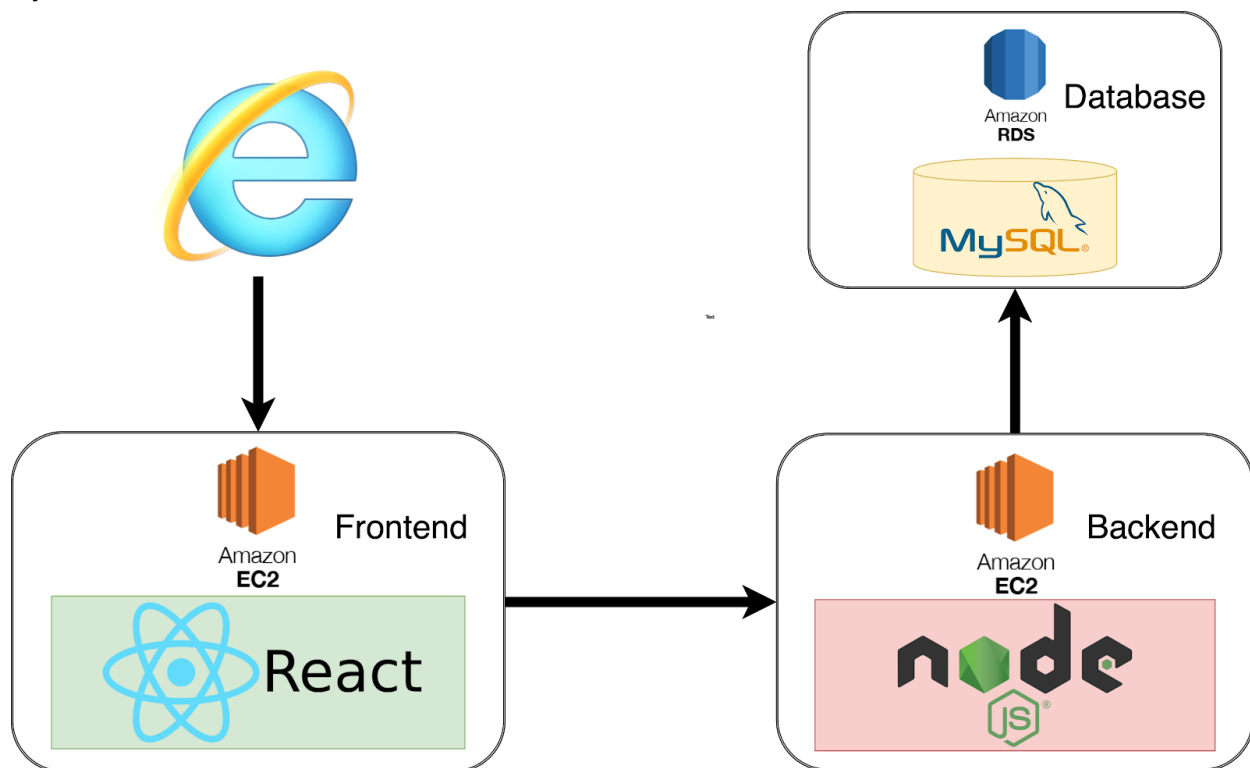 Amazon
RDS
Database
MySQL®
Text
Amazon
EC2
Frontend
React
Amazon
EC2
Backend
node
JS®